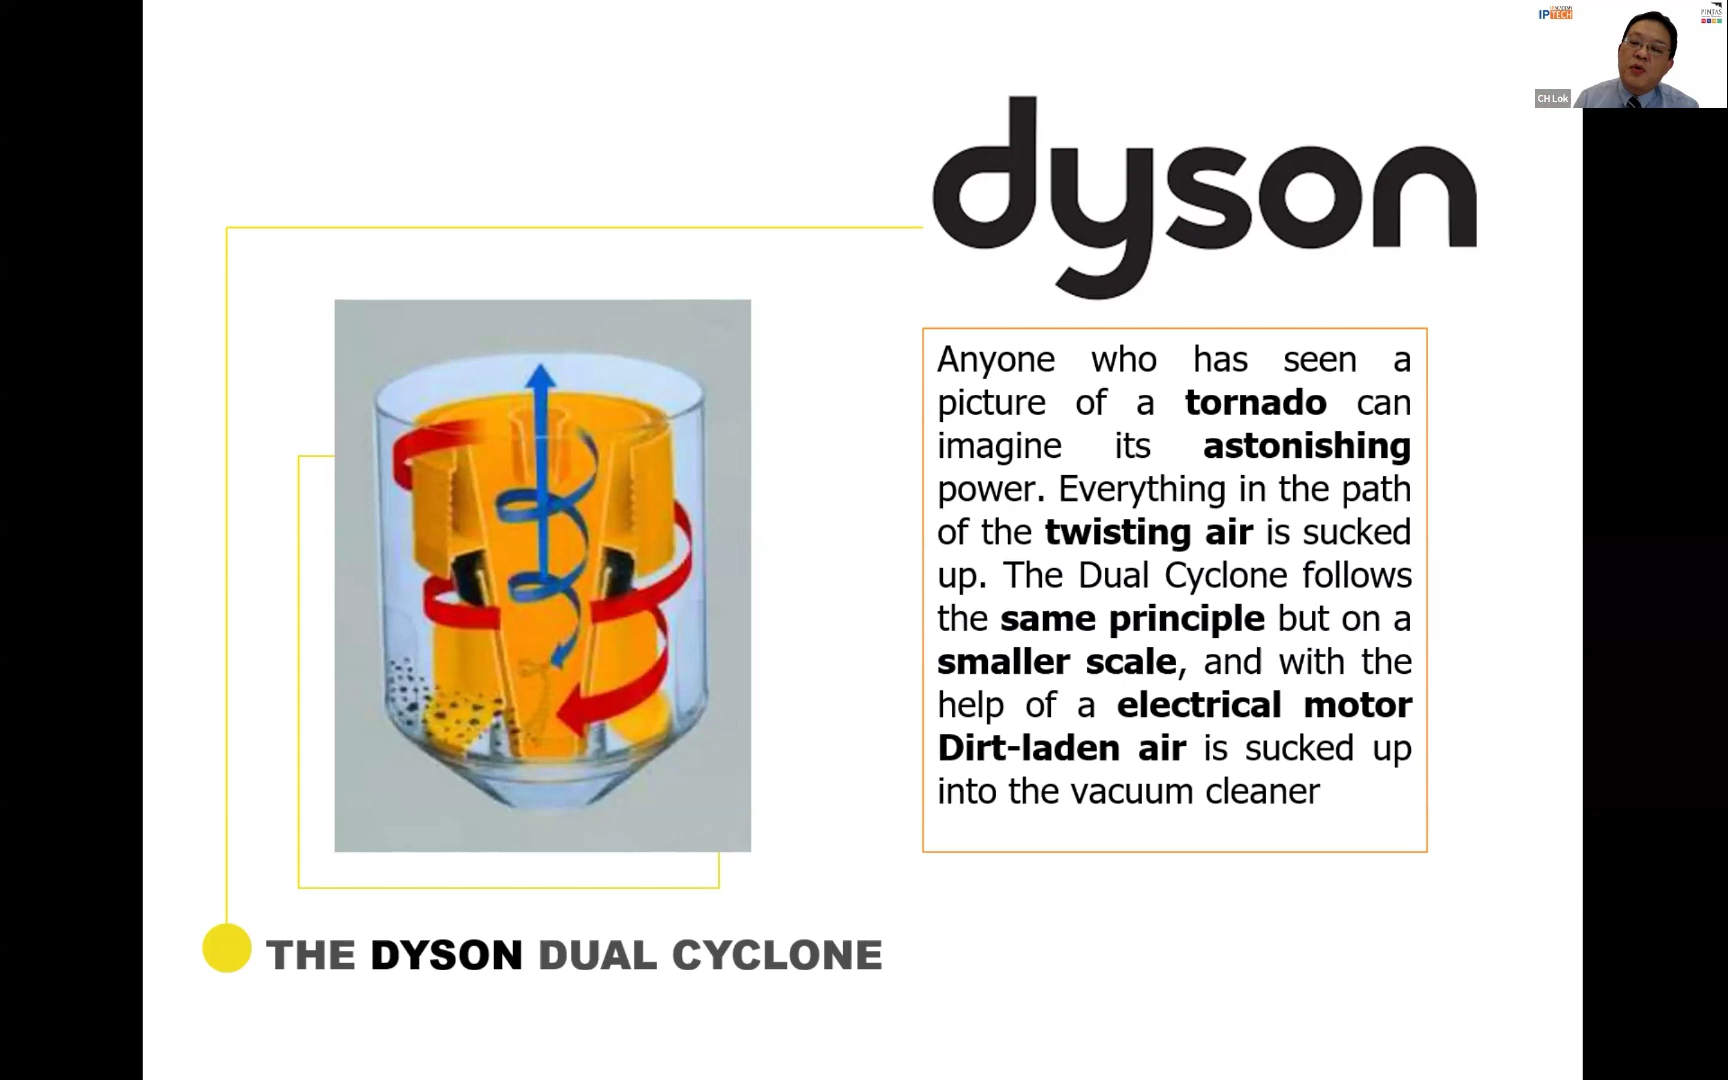 IP TECH
PINTAS
CH Lok
dyson
Anyone who has seen a
picture of a tornado can
imagine its astonishing
power. Everything in the path
of the twisting air is sucked
up. The Dual Cyclone follows
the same principle but on a
smaller scale, and with the
help of a electrical motor
Dirt-laden air is sucked up
into the vacuum cleaner
THE DYSON DUAL CYCLONE